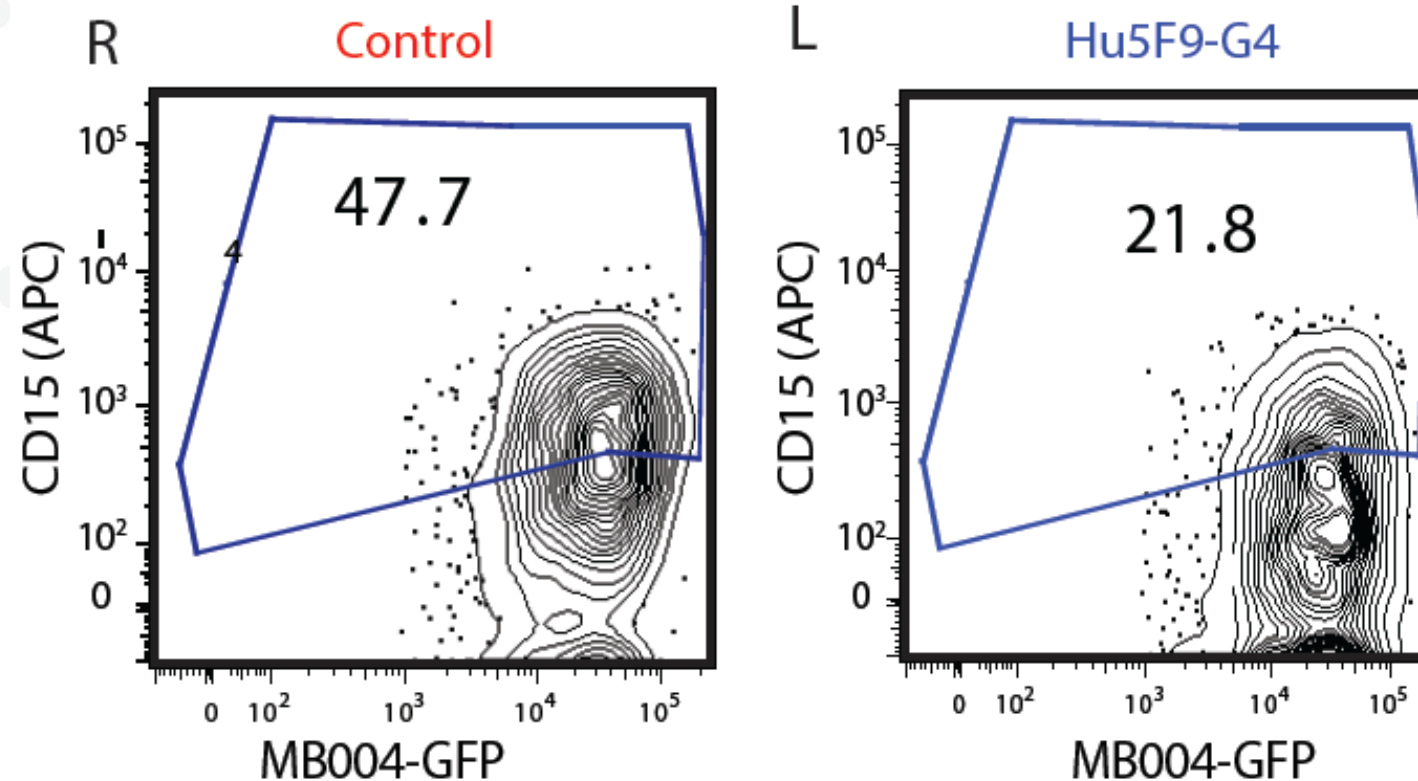 R
Control
L
Hu5F9-G4
47.7
21.8
4
CD15 (APC)
10⁵
10⁴
10³
10²
0
0 10² 10³ 10⁴ 10⁵
MB004-GFP
CD15 (APC)
10⁵
10⁴
10³
10²
0
0 10² 10³ 10⁴ 10⁵
MB004-GFP